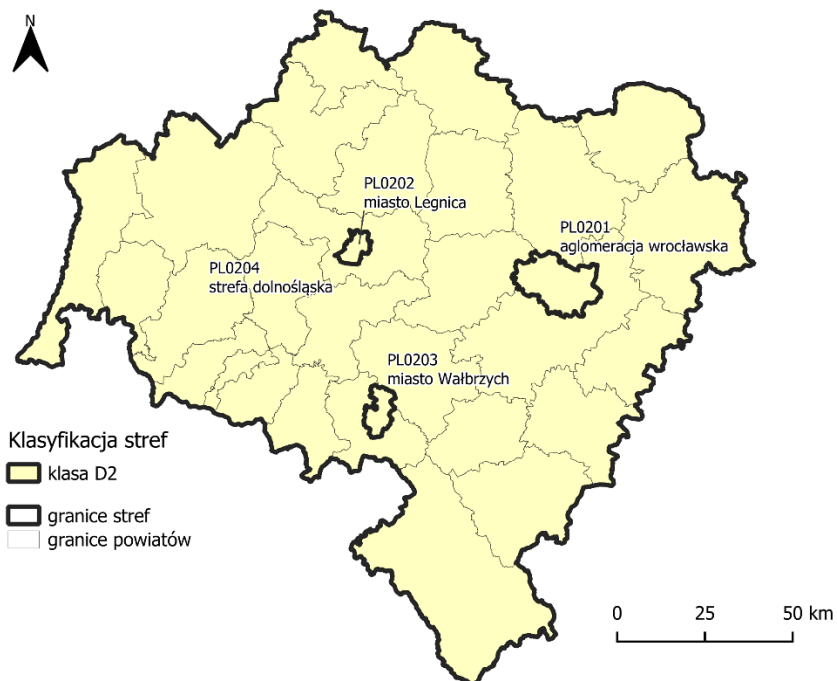 N
PL0202
miasto Legnica
PL0201
aglomeracja wrocławska
PL0204
strefa dolnośląska
PL0203
miasto Wałbrzych
Klasyfikacja stref
klasa D2
granice stref
granice powiatów
0 25 50 km